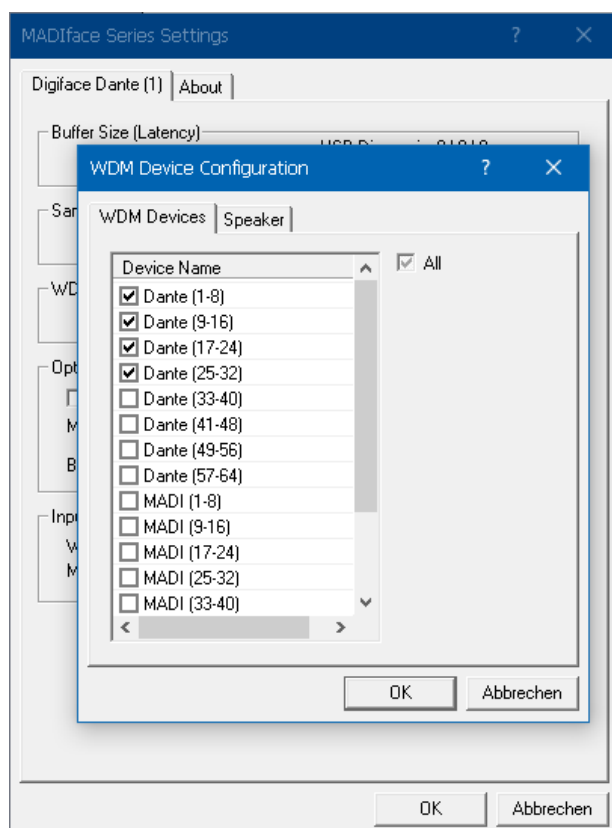 MADIface Series Settings
Digiface Dante (1)
About
Buffer Size (Latency)
WDM Device Configuration
WDM Devices
Speaker
Device Name
All
Dante (1-8)
Dante (9-16)
Dante (17-24)
Dante (25-32)
Dante (33-40)
Dante (41-48)
Dante (49-56)
Dante (57-64)
MADI (1-8)
MADI (9-16)
MADI (17-24)
MADI (25-32)
MADI (33-40)
OK
Abbrechen
OK
Abbrechen